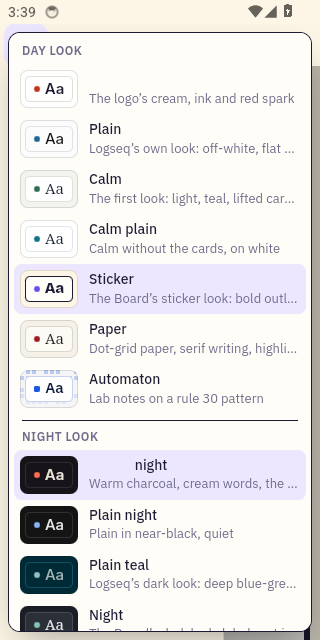 3:39
DAY LOOK
Aa
The logo's cream, ink and red spark
Aa
Plain
Logseq's own look: off-white, flat ...
Aa
Calm
The first look: light, teal, lifted car...
Aa
Calm plain
Calm without the cards, on white
Aa
Sticker
The Board's sticker look: bold outl...
Aa
Paper
Dot-grid paper, serif writing, highli...
Aa
Automaton
Lab notes on a rule 30 pattern
NIGHT LOOK
Aa
night
Warm charcoal, cream words, the ...
Aa
Plain night
Plain in near-black, quiet
Aa
Plain teal
Logseq's dark look: deep blue-gre...
Aa
Night